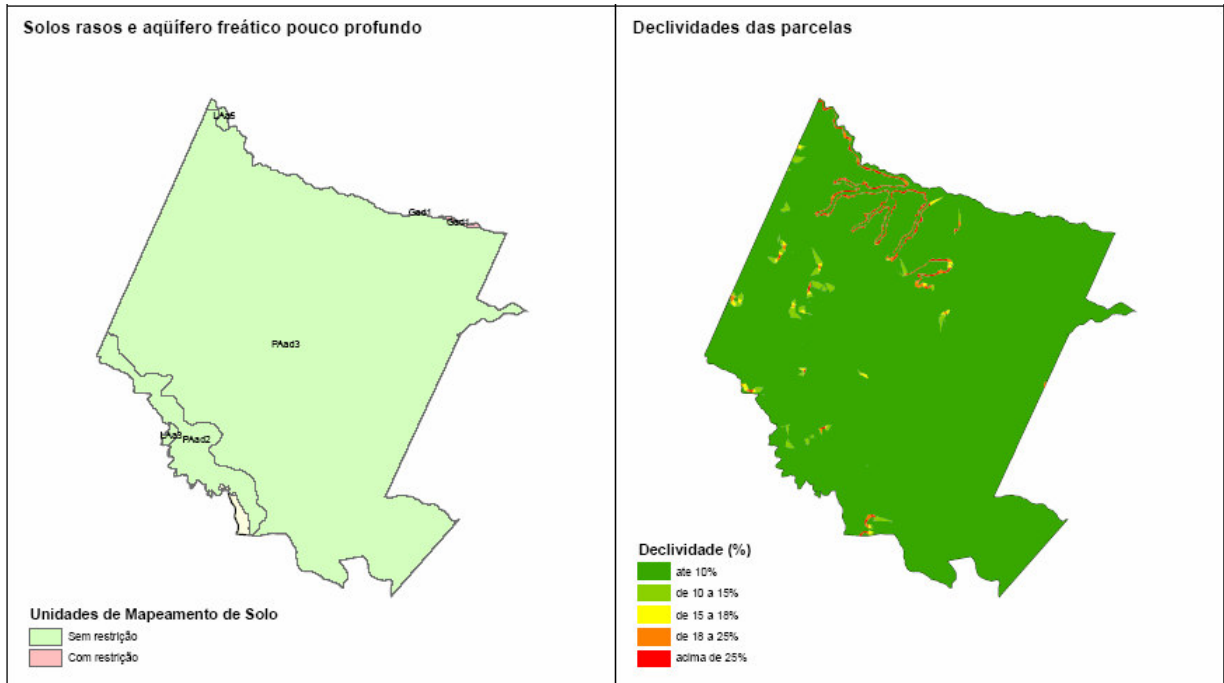 Solos rasos e aqüífero freático pouco profundo
LAa5
Gad1
Gad1
PAad3
LAa3
PAad2
Unidades de Mapeamento de Solo
Sem restrição
Com restrição
Declividades das parcelas
Declividade (%)
ate 10%
de 10 a 15%
de 15 a 18%
de 18 a 25%
acima de 25%